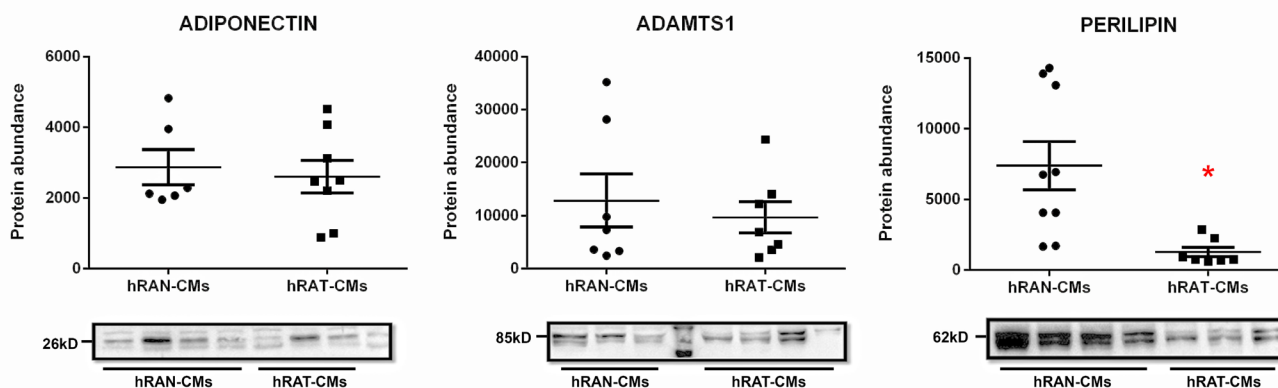 ADIPONECTIN
Protein abundance
6000
4000
2000
0
hRAN-CMs hRAT-CMs
26kD
hRAN-CMs hRAT-CMs
ADAMTS1
Protein abundance
40000
30000
20000
10000
0
hRAN-CMs hRAT-CMs
85kD
hRAN-CMs hRAT-CMs
PERILIPIN
Protein abundance
15000
10000
5000
0
*
hRAN-CMs hRAT-CMs
62kD
hRAN-CMs hRAT-CMs